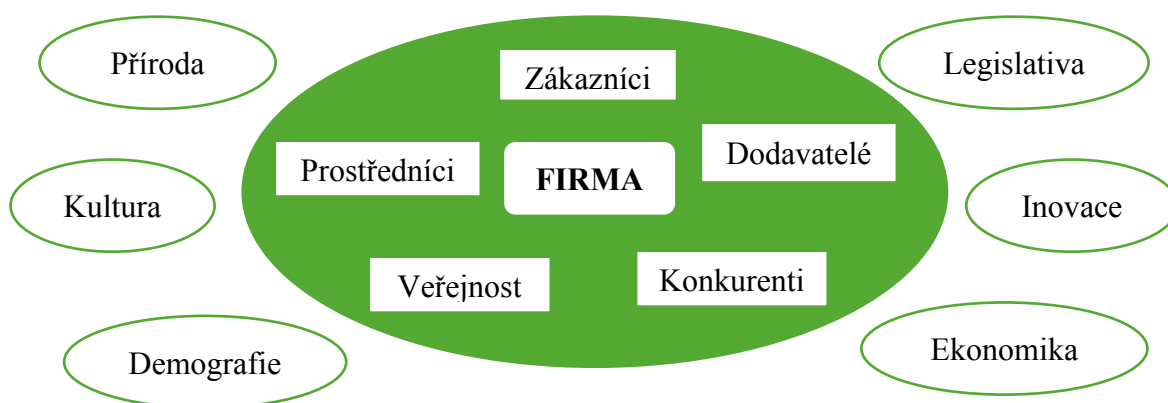 Příroda
Zákazníci
Legislativa
Prostředníci
FIRMA
Dodavatelé
Kultura
Inovace
Veřejnost
Konkurenti
Demografie
Ekonomika